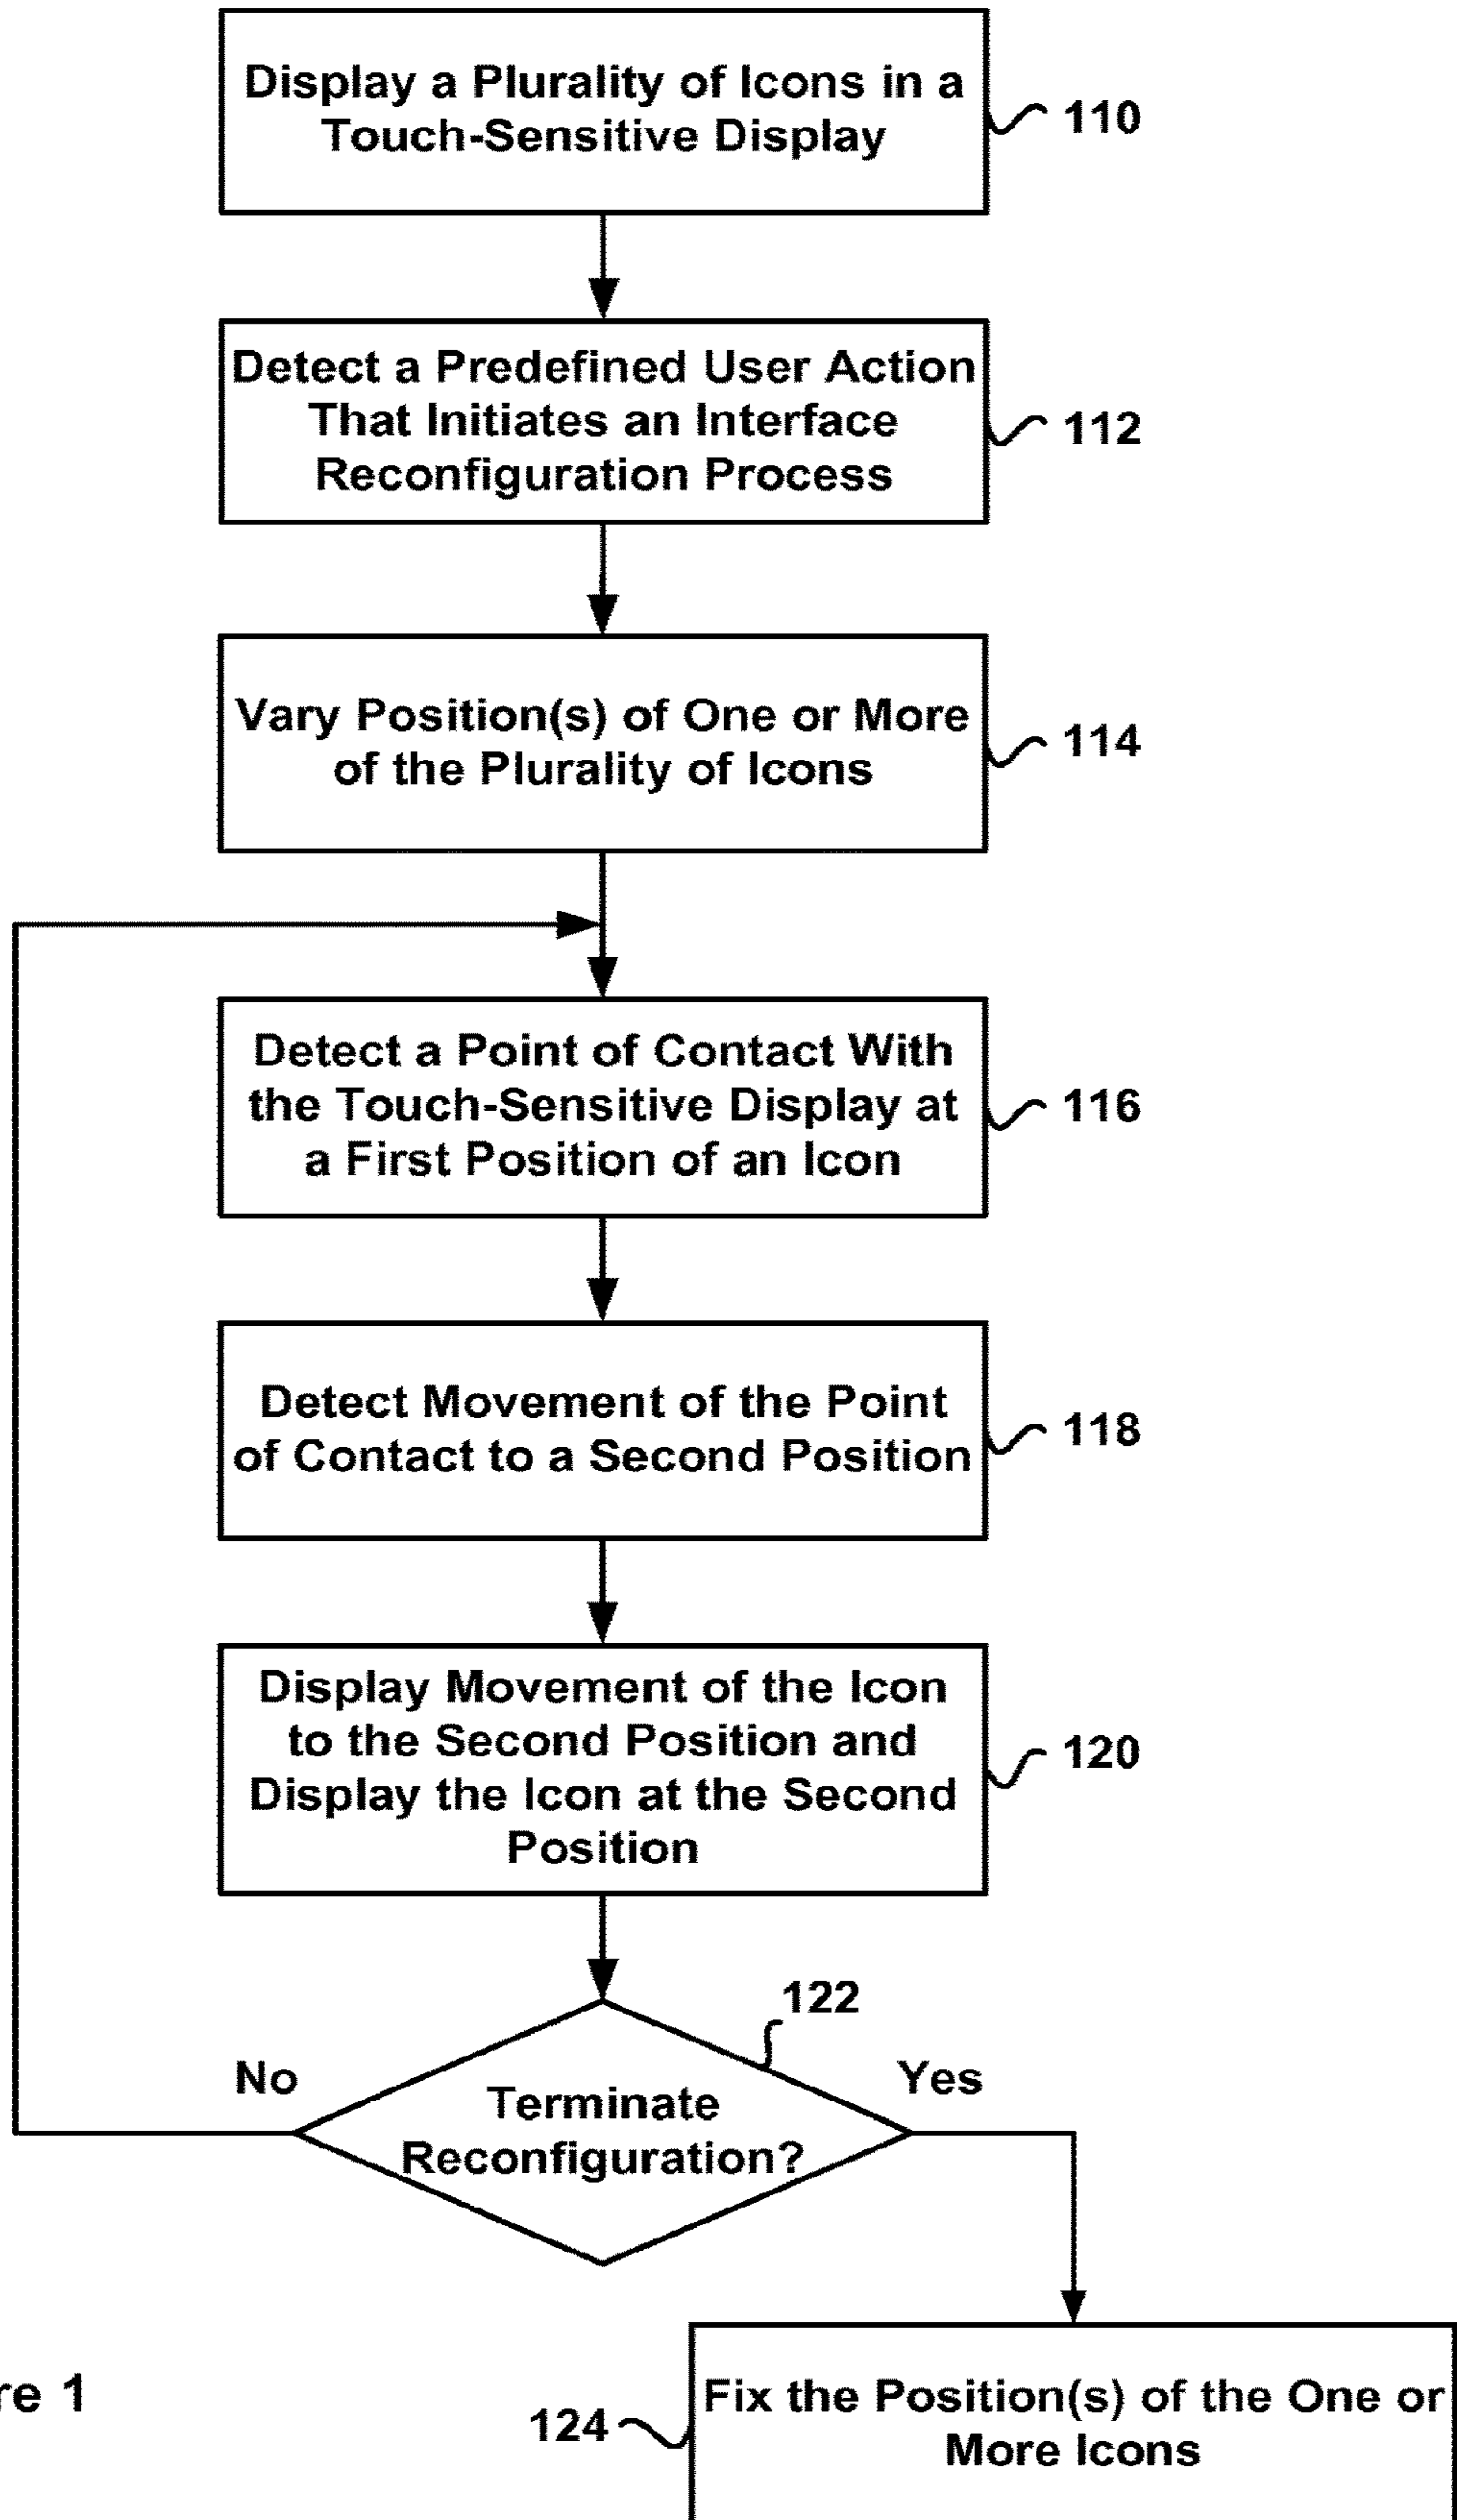 Display a Plurality of Icons in a
Touch-Sensitive Display
110
Detect a Predefined User Action
That Initiates an Interface
Reconfiguration Process
112
Vary Position(s) of One or More
of the Plurality of Icons
114
Detect a Point of Contact With
the Touch-Sensitive Display at
a First Position of an Icon
116
Detect Movement of the Point
of Contact to a Second Position
118
Display Movement of the Icon
to the Second Position and
Display the Icon at the Second
Position
120
122
No
Yes
Terminate
Reconfiguration?
re 1
124
Fix the Position(s) of the One or
More Icons